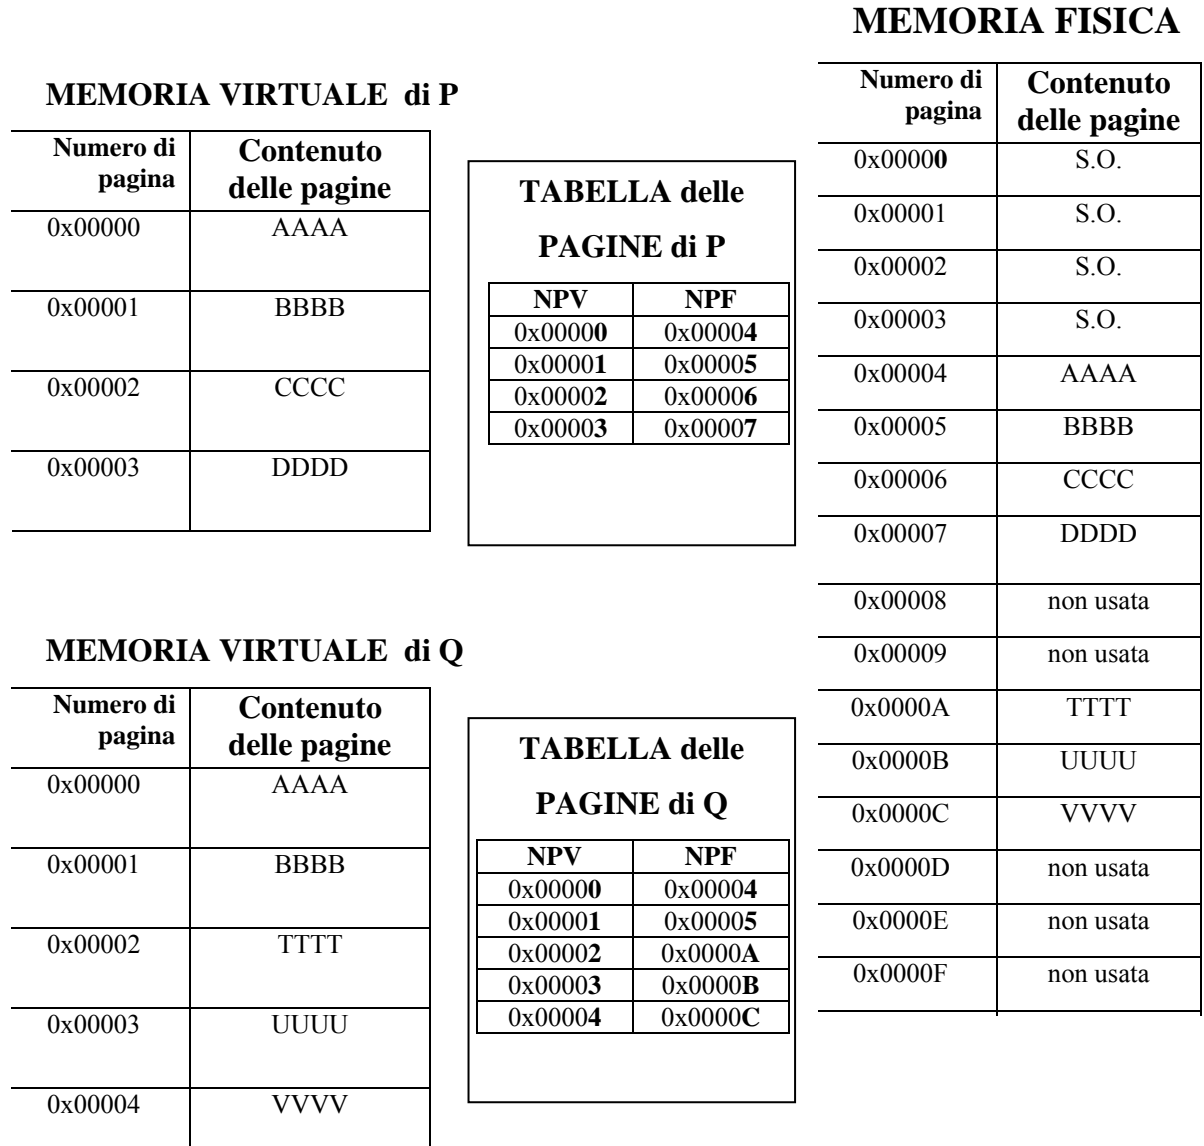 MEMORIA FISICA
Numero di pagina Contenuto delle pagine
0x00000 S.O.
0x00001 S.O.
0x00002 S.O.
0x00003 S.O.
0x00004 AAAA
0x00005 BBBB
0x00006 CCCC
0x00007 DDDD
0x00008 non usata
0x00009 non usata
0x0000A TTTT
0x0000B UUUU
0x0000C VVVV
0x0000D non usata
0x0000E non usata
0x0000F non usata
MEMORIA VIRTUALE di P
Numero di pagina Contenuto delle pagine
0x00000 AAAA
0x00001 BBBB
0x00002 CCCC
0x00003 DDDD
TABELLA delle
PAGINE di P
NPV NPF
0x00000 0x00004
0x00001 0x00005
0x00002 0x00006
0x00003 0x00007
MEMORIA VIRTUALE di Q
Numero di pagina Contenuto delle pagine
0x00000 AAAA
0x00001 BBBB
0x00002 TTTT
0x00003 UUUU
0x00004 VVVV
TABELLA delle
PAGINE di Q
NPV NPF
0x00000 0x00004
0x00001 0x00005
0x00002 0x0000A
0x00003 0x0000B
0x00004 0x0000C